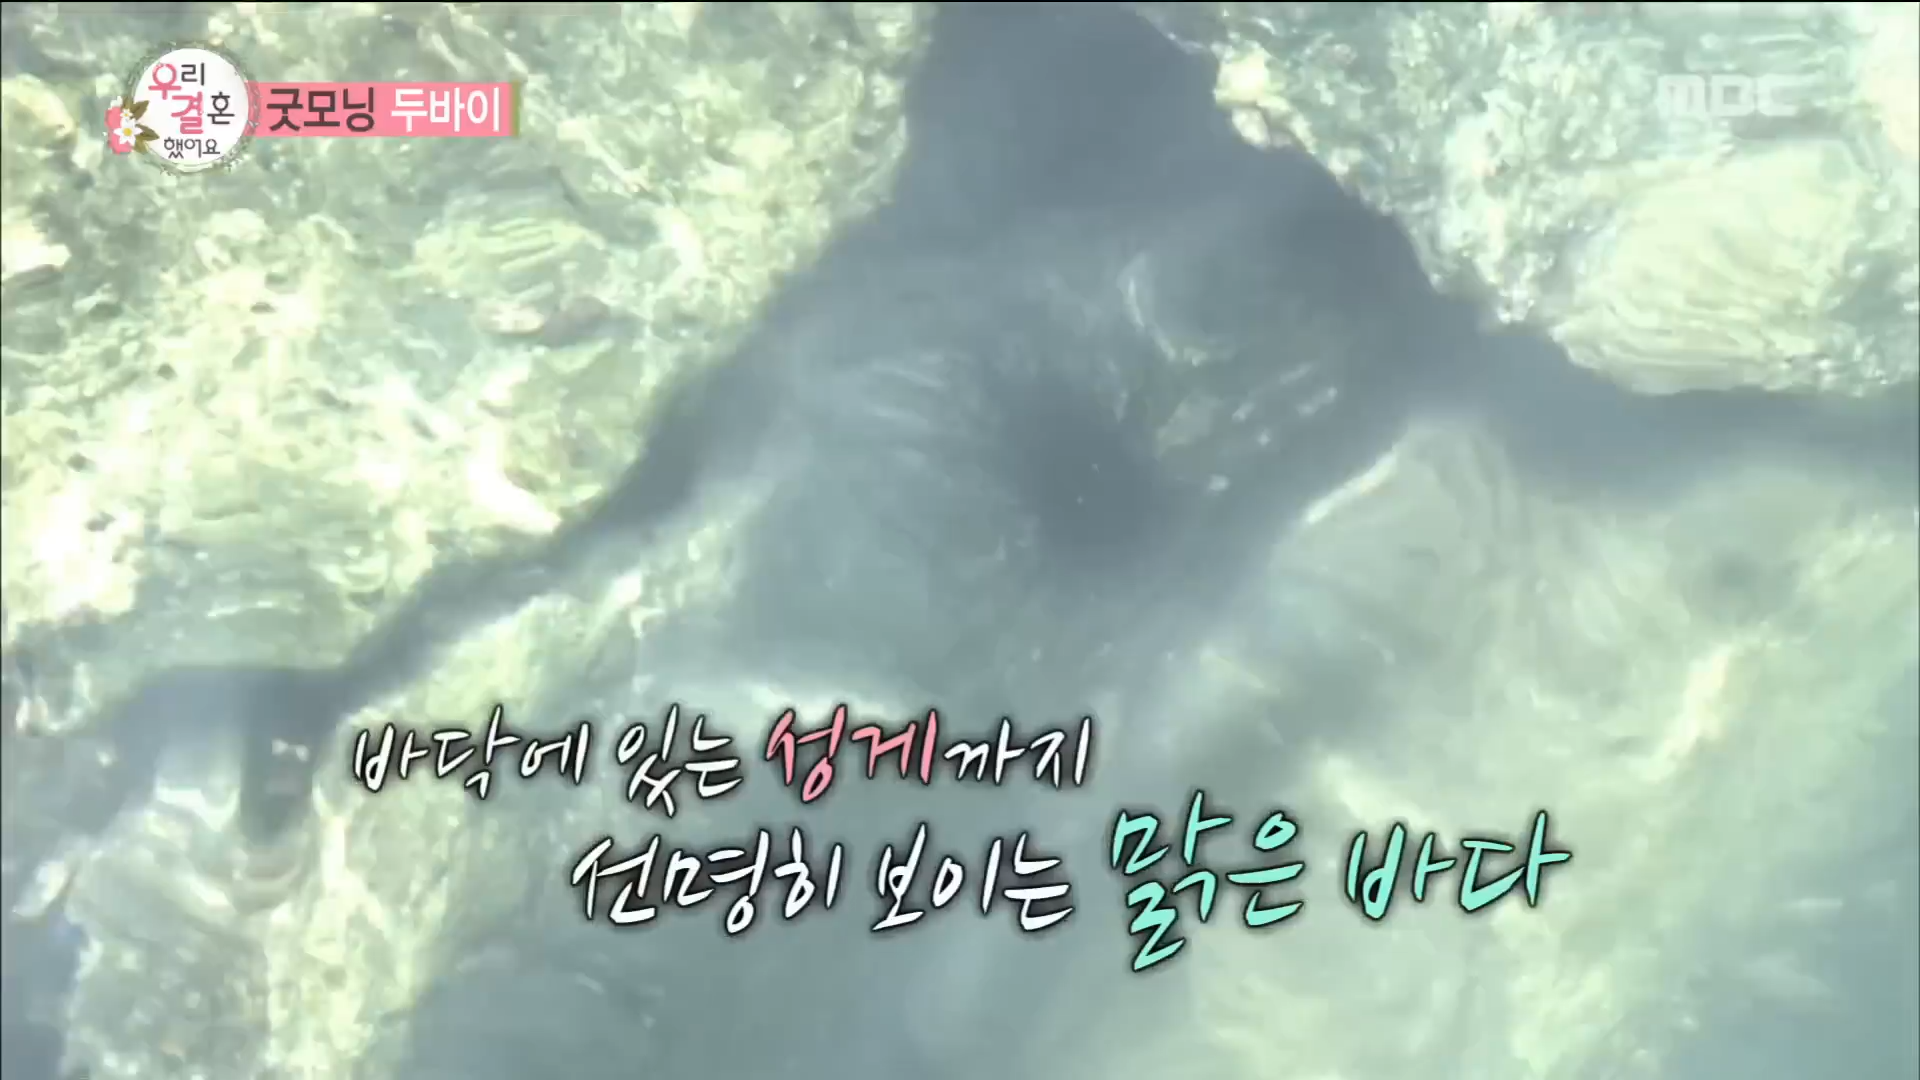 우리
결혼
했어요
굿모닝 두바이
MBC
바닥에 있는 성게까지
선명히 보이는 맑은 바다